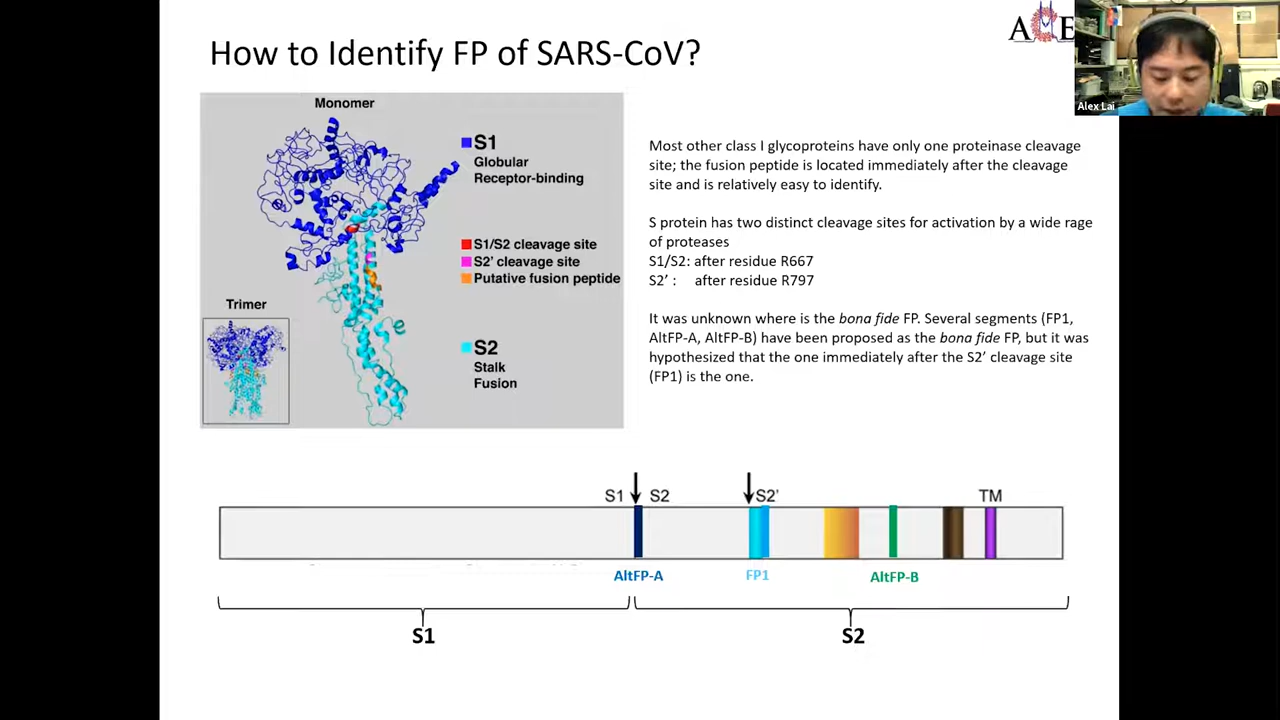 How to Identify FP of SARS-CoV?
ACE
Alex Lai
Monomer
S1
Globular
Receptor-binding
S1/S2 cleavage site
S2' cleavage site
Putative fusion peptide
Trimer
S2
Stalk
Fusion
Most other class I glycoproteins have only one proteinase cleavage
site; the fusion peptide is located immediately after the cleavage
site and is relatively easy to identify.
S protein has two distinct cleavage sites for activation by a wide rage
of proteases
S1/S2: after residue R667
S2' : after residue R797
It was unknown where is the bona fide FP. Several segments (FP1,
AltFP-A, AltFP-B) have been proposed as the bona fide FP, but it was
hypothesized that the one immediately after the S2' cleavage site
(FP1) is the one.
S1 S2 S2' TM
AltFP-A FP1 AltFP-B
S1 S2